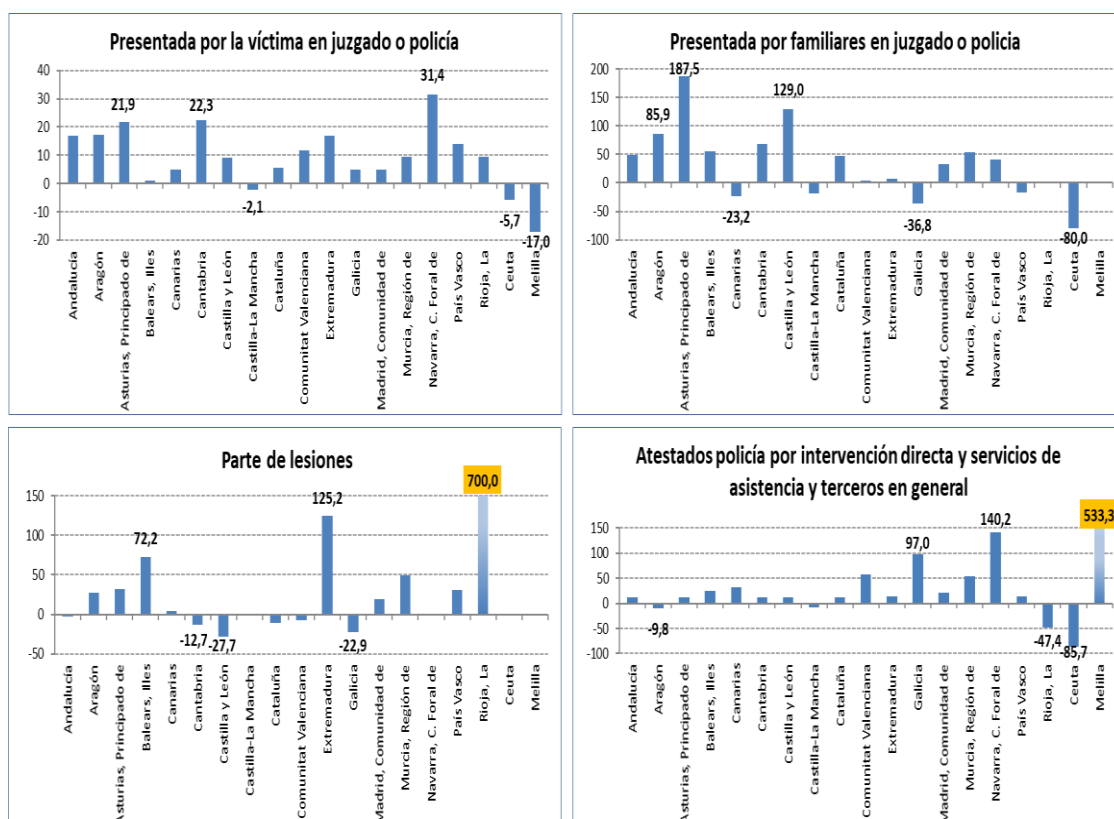 Presentada por la víctima en juzgado o policía
40
30
20
10
0
-10
-20
21,9
22,3
-2,1
31,4
-5,7
-17,0
Andalucía
Aragón
Asturias, Principado de
Balears, Illes
Canarias
Cantabria
Castilla y León
Castilla-La Mancha
Cataluña
Comunitat Valenciana
Extremadura
Galicia
Madrid, Comunidad de
Murcia, Región de
Navarra, C. Foral de
País Vasco
Rioja, La
Ceuta
Melilla
Presentada por familiares en juzgado o policia
200
150
100
50
0
-50
-100
85,9
187,5
-23,2
129,0
-36,8
-80,0
Andalucía
Aragón
Asturias, Principado de
Balears, Illes
Canarias
Cantabria
Castilla y León
Castilla-La Mancha
Cataluña
Comunitat Valenciana
Extremadura
Galicia
Madrid, Comunidad de
Murcia, Región de
Navarra, C. Foral de
País Vasco
Rioja, La
Ceuta
Melilla
Parte de lesiones
150
100
50
0
-50
72,2
-12,7
-27,7
125,2
-22,9
700,0
Andalucía
Aragón
Asturias, Principado de
Balears, Illes
Canarias
Cantabria
Castilla y León
Castilla-La Mancha
Cataluña
Comunitat Valenciana
Extremadura
Galicia
Madrid, Comunidad de
Murcia, Región de
Navarra, C. Foral de
País Vasco
Rioja, La
Ceuta
Melilla
Atestados policía por intervención directa y servicios de
asistencia y terceros en general
150
100
50
0
-50
-100
-9,8
97,0
140,2
-47,4
-85,7
533,3
Andalucía
Aragón
Asturias, Principado de
Balears, Illes
Canarias
Cantabria
Castilla y León
Castilla-La Mancha
Cataluña
Comunitat Valenciana
Extremadura
Galicia
Madrid, Comunidad de
Murcia, Región de
Navarra, C. Foral de
País Vasco
Rioja, La
Ceuta
Melilla